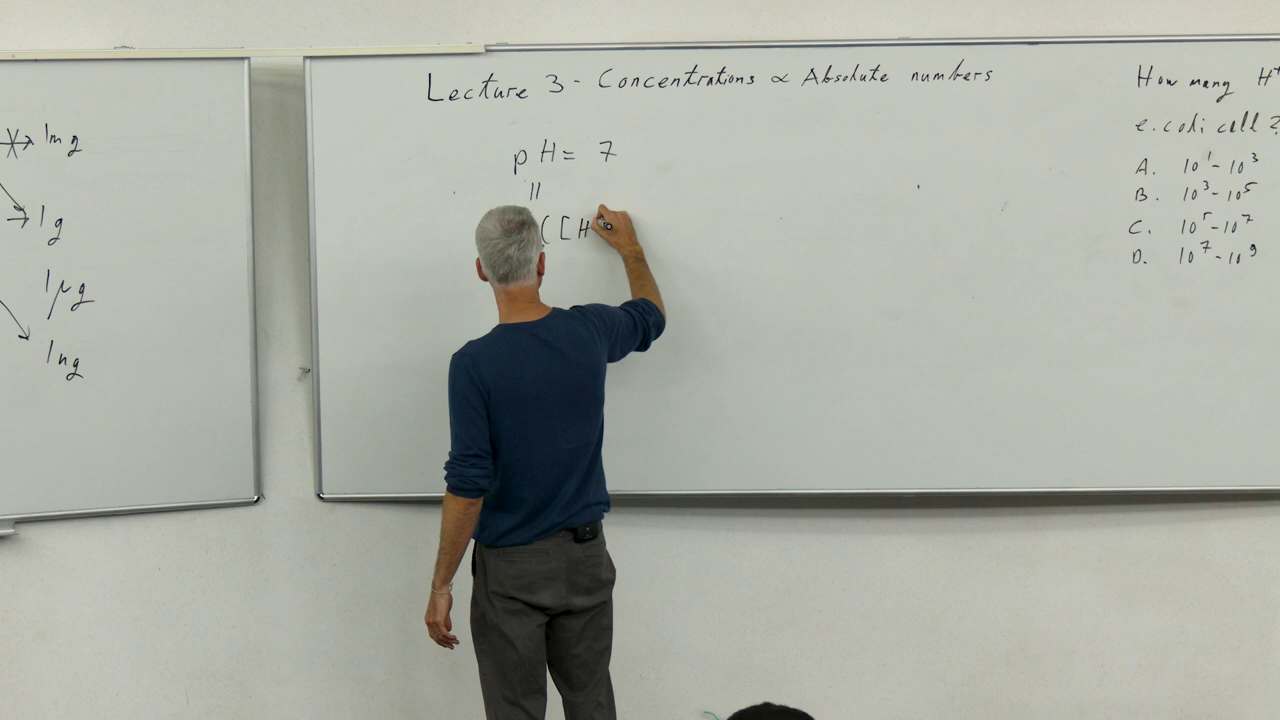 1mg
1g
1μg
1ng
Lecture 3 - Concentrations ∝ Absolute numbers
pH = 7
=
([H
How many H⁺
e.coli cell?
A. 10¹-10³
B. 10³-10⁵
C. 10⁵-10⁷
D. 10⁷-10⁹